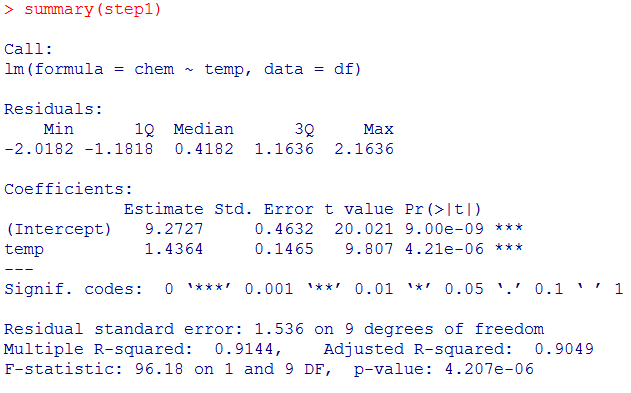 > summary(step1)
Call:
lm(formula = chem ~ temp, data = df)
Residuals:
    Min      1Q  Median      3Q     Max
-2.0182 -1.1818  0.4182  1.1636  2.1636
Coefficients:
            Estimate Std. Error t value Pr(>|t|)
(Intercept)   9.2727     0.4632  20.021 9.00e-09 ***
temp          1.4364     0.1465   9.807 4.21e-06 ***
---
Signif. codes:  0 ‘***’ 0.001 ‘**’ 0.01 ‘*’ 0.05 ‘.’ 0.1 ‘ ’ 1
Residual standard error: 1.536 on 9 degrees of freedom
Multiple R-squared:  0.9144,    Adjusted R-squared:  0.9049
F-statistic: 96.18 on 1 and 9 DF,  p-value: 4.207e-06